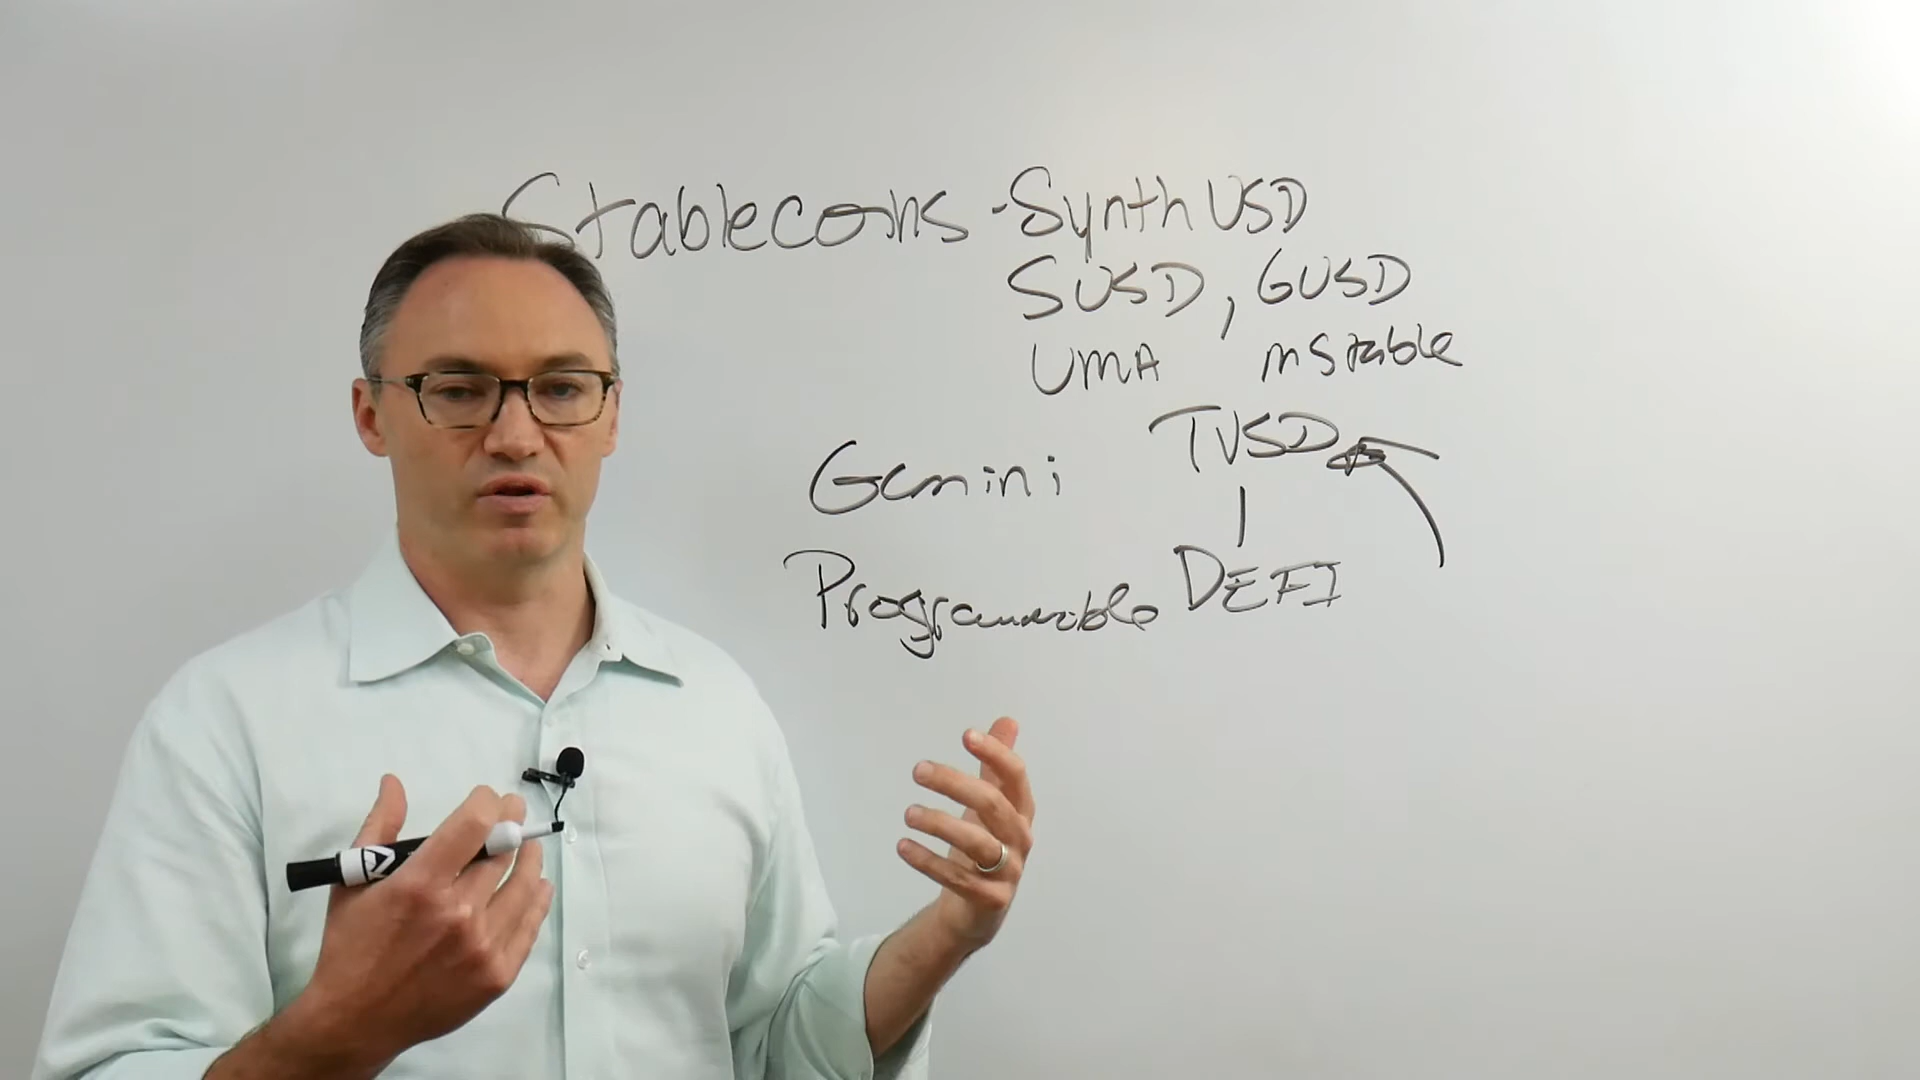 Stablecoins - Synth USD
SUSD, GUSD
UMA mStable
TUSD
Gemini
Programmable DEFI